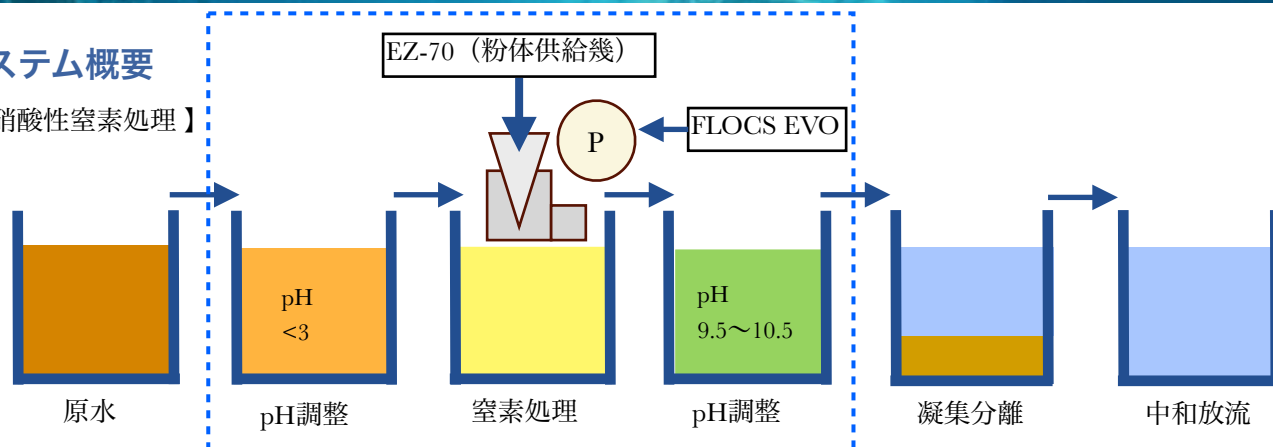 ステム概要
硝酸性窒素処理 】
EZ-70（粉体供給幾）
P
FLOCS EVO
pH
<3
pH
9.5〜10.5
原水
pH調整
窒素処理
pH調整
凝集分離
中和放流